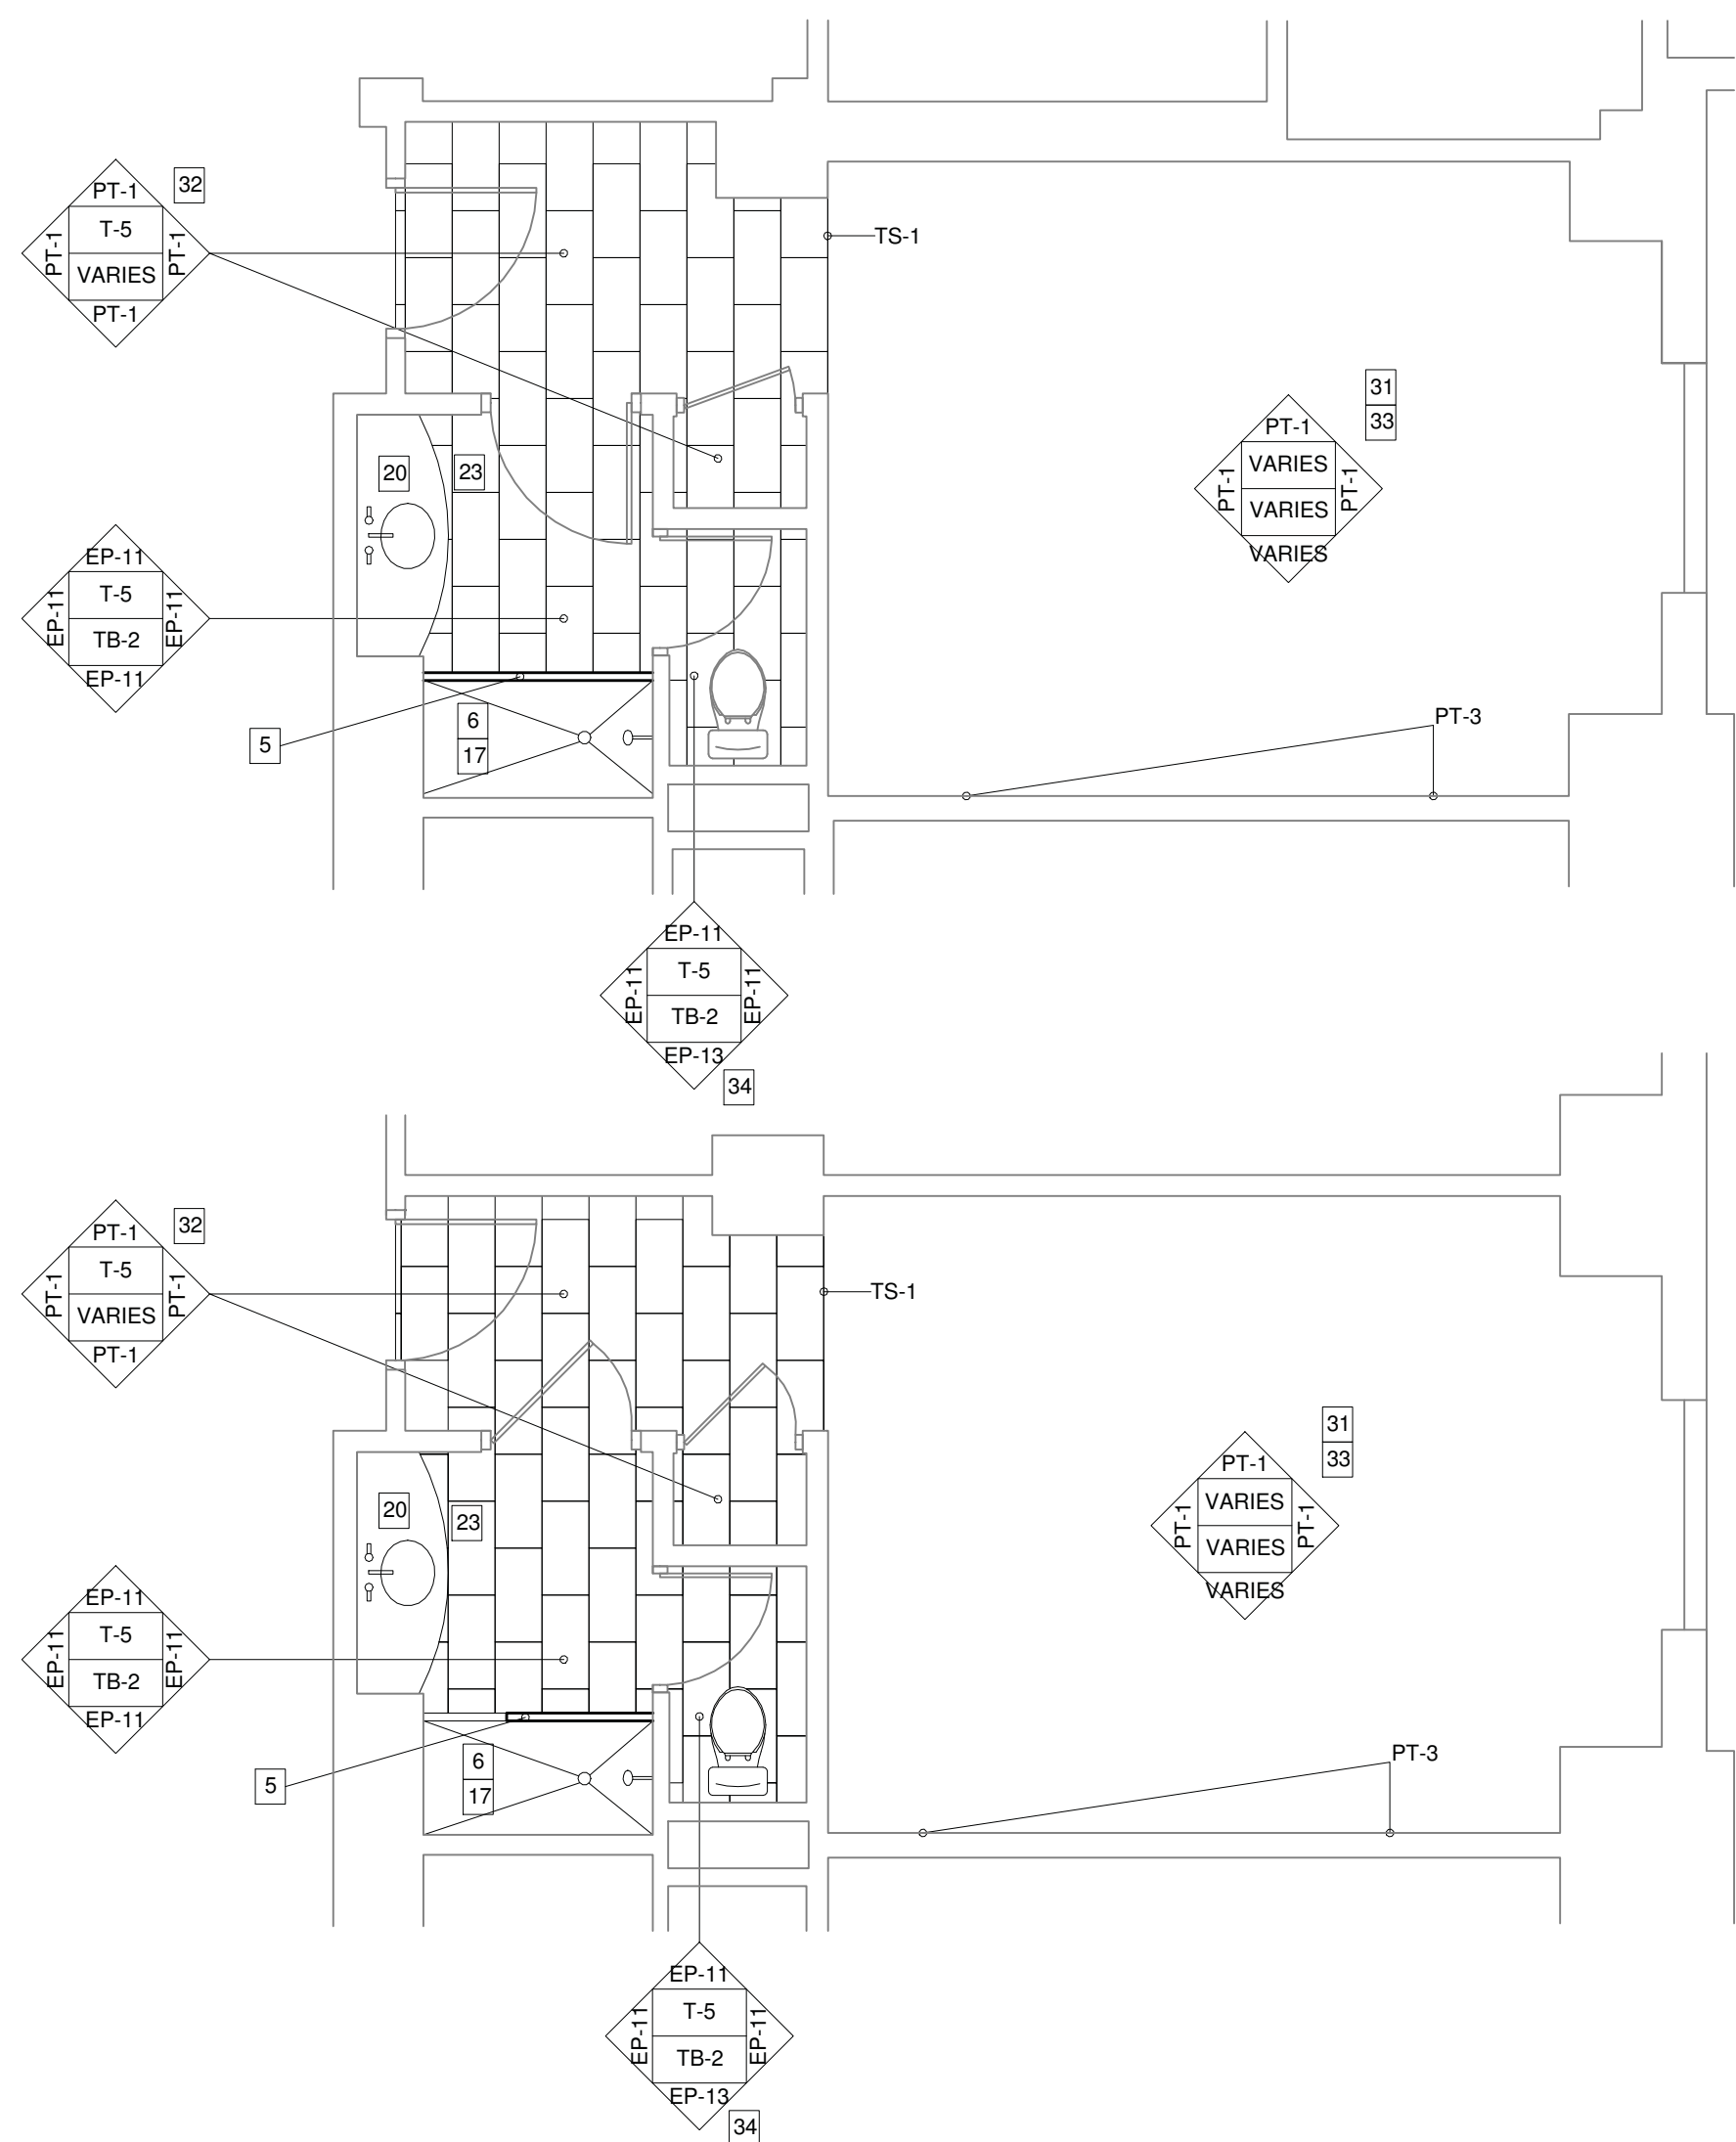 PT-1
32
T-5
PT-1
PT-1
VARIES
PT-1
TS-1
31
33
PT-1
VARIES
PT-1
PT-1
VARIES
VARIES
20
23
EP-11
T-5
EP-11
EP-11
TB-2
EP-11
5
6
17
PT-3
EP-11
T-5
EP-11
EP-11
TB-2
EP-13
34
PT-1
32
T-5
PT-1
PT-1
VARIES
PT-1
TS-1
31
33
PT-1
VARIES
PT-1
PT-1
VARIES
VARIES
20
23
EP-11
T-5
EP-11
EP-11
TB-2
EP-11
5
6
17
PT-3
EP-11
T-5
EP-11
EP-11
TB-2
EP-13
34